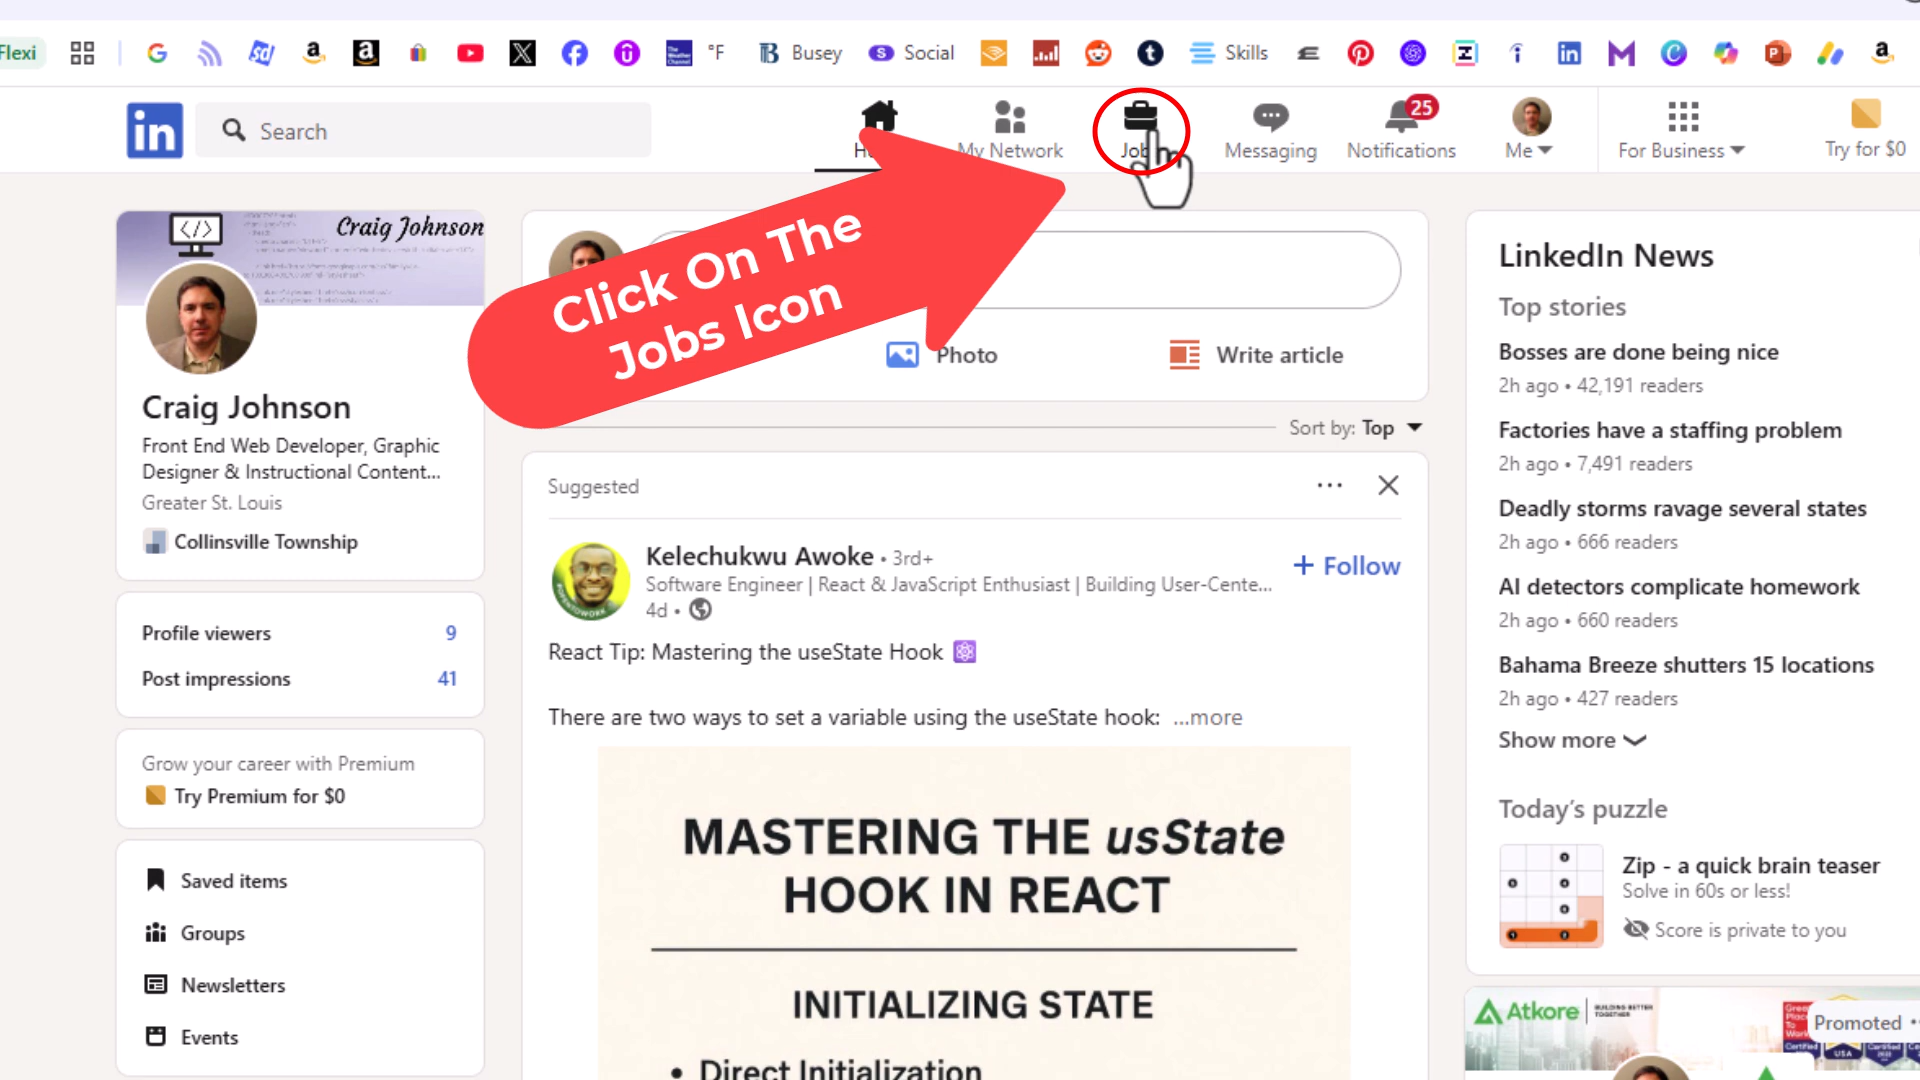 Flexi
°F
Busey
Social
Skills
in
Search
My Network
Messaging
25
Notifications
Me
For Business
Try for $0
Click On The
Jobs Icon
Craig Johnson
Craig Johnson
Front End Web Developer, Graphic
Designer & Instructional Content...
Greater St. Louis
Collinsville Township
Profile viewers 9
Post impressions 41
Grow your career with Premium
Try Premium for $0
Saved items
Groups
Newsletters
Events
Photo
Write article
Sort by: Top
Suggested
Kelechukwu Awoke • 3rd+
+ Follow
Software Engineer | React & JavaScript Enthusiast | Building User-Cente...
4d •
React Tip: Mastering the useState Hook
There are two ways to set a variable using the useState hook: ...more
MASTERING THE usState
HOOK IN REACT
INITIALIZING STATE
• Direct Initialization
LinkedIn News
Top stories
Bosses are done being nice
2h ago • 42,191 readers
Factories have a staffing problem
2h ago • 7,491 readers
Deadly storms ravage several states
2h ago • 666 readers
AI detectors complicate homework
2h ago • 660 readers
Bahama Breeze shutters 15 locations
2h ago • 427 readers
Show more
Today's puzzle
Zip - a quick brain teaser
Solve in 60s or less!
Score is private to you
Atkore
BUILDING BETTER
TOGETHER
Promoted
USA